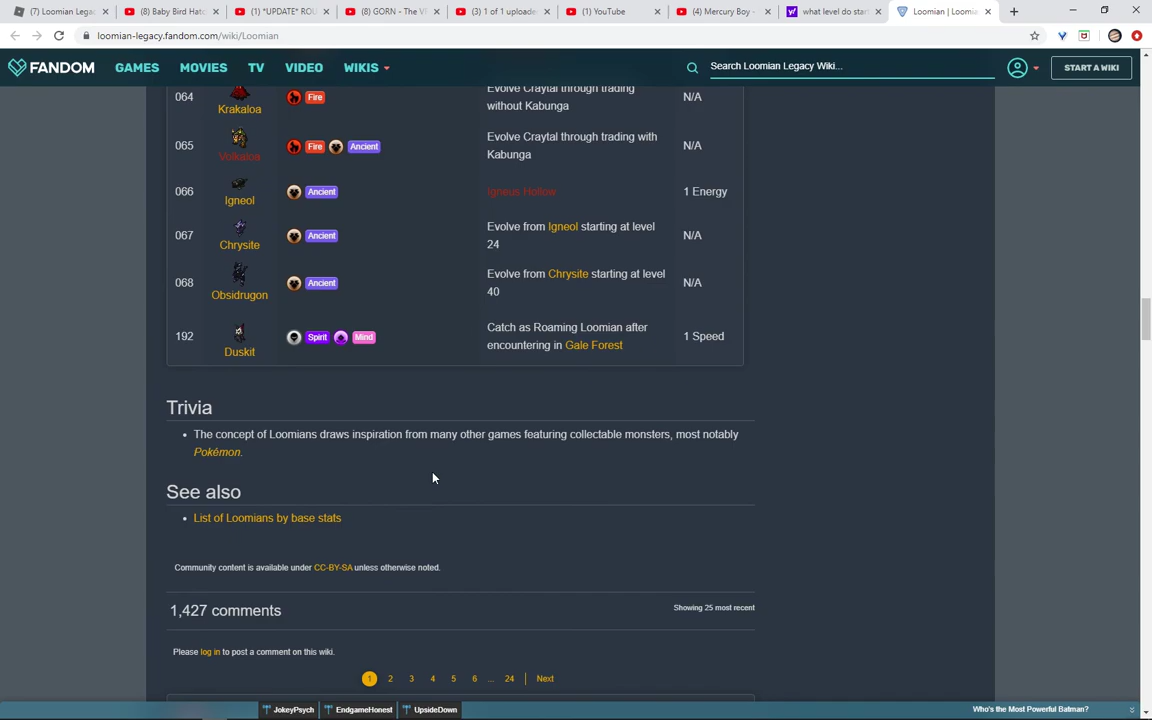 (7) Loomian Legac
(8) Baby Bird Hatc
(1) *UPDATE* ROU
(8) GORN - The VI
(3) 1 of 1 uploade
(1) YouTube
(4) Mercury Boy -
what level do star
Loomian | Loomi
loomian-legacy.fandom.com/wiki/Loomian
FANDOM GAMES MOVIES TV VIDEO WIKIS Search Loomian Legacy Wiki... START A WIKI
064 Krakaloa Fire Evolve Craytal through trading without Kabunga N/A
065 Volkaloa Fire Ancient Evolve Craytal through trading with Kabunga N/A
066 Igneol Ancient Igneus Hollow 1 Energy
067 Chrysite Ancient Evolve from Igneol starting at level 24 N/A
068 Obsidrugon Ancient Evolve from Chrysite starting at level 40 N/A
192 Duskit Spirit Mind Catch as Roaming Loomian after encountering in Gale Forest 1 Speed
Trivia
• The concept of Loomians draws inspiration from many other games featuring collectable monsters, most notably
Pokémon.
See also
• List of Loomians by base stats
Community content is available under CC-BY-SA unless otherwise noted.
1,427 comments Showing 25 most recent
Please log in to post a comment on this wiki.
1 2 3 4 5 6 ... 24 Next
JokeyPsych EndgameHonest UpsideDown Who's the Most Powerful Batman?